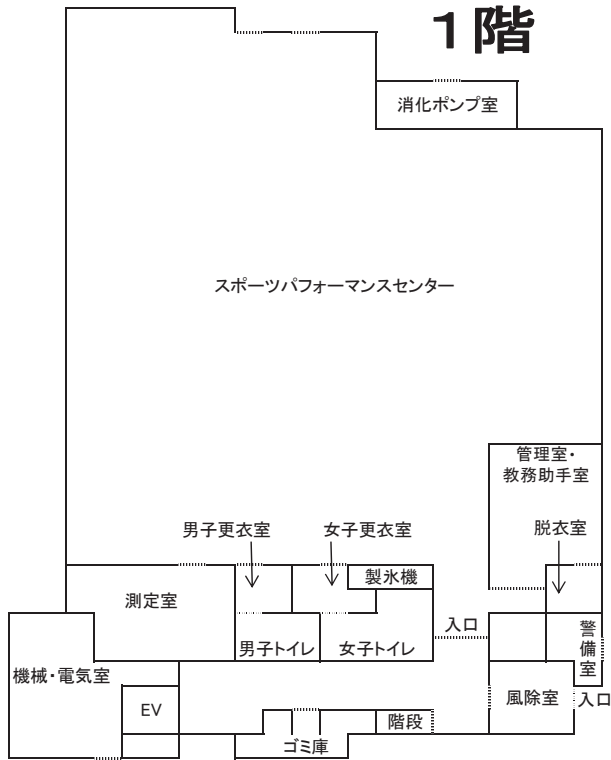 1階
消化ポンプ室
スポーツパフォーマンスセンター
管理室・
教務助手室
男子更衣室
女子更衣室
脱衣室
製氷機
測定室
入口
男子トイレ
女子トイレ
警備室
機械・電気室
EV
風除室
入口
階段
ゴミ庫